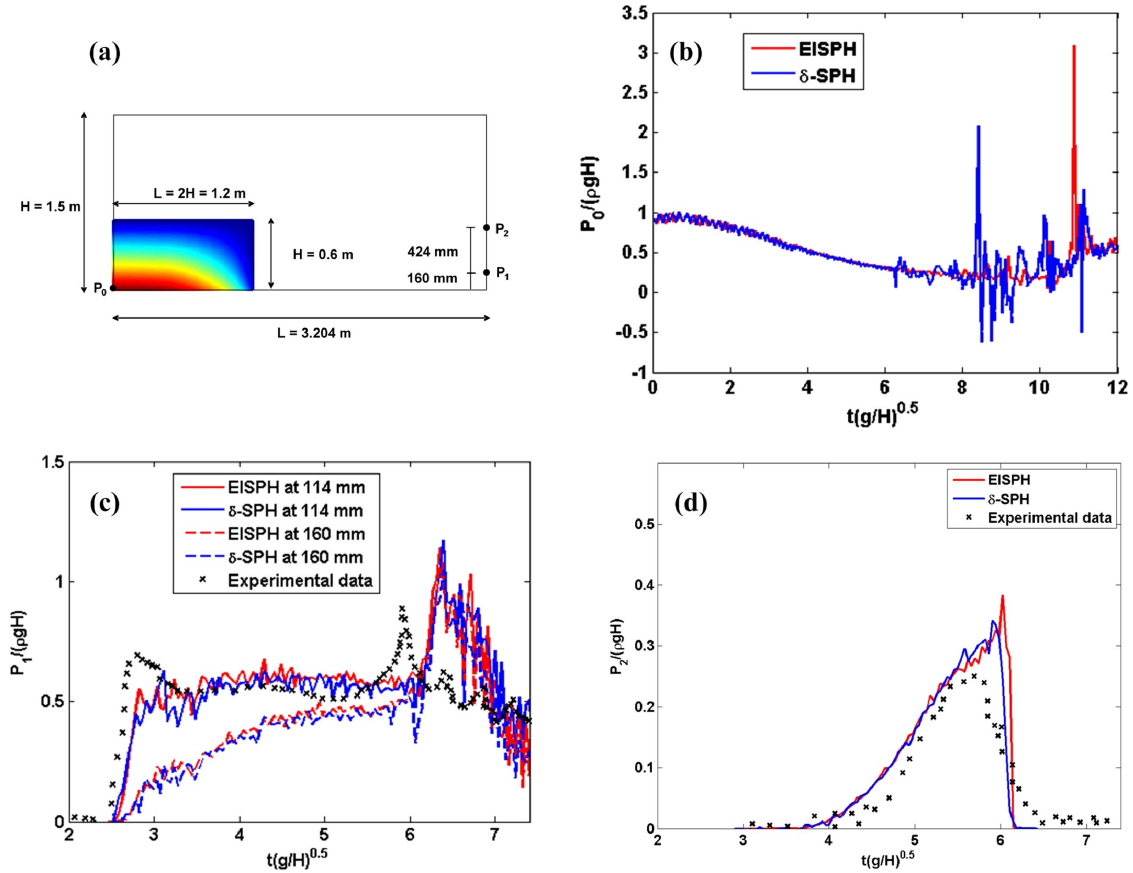 (a)
H = 1.5 m
L = 2H = 1.2 m
H = 0.6 m
P2
424 mm
P1
160 mm
P0
L = 3.204 m
(b)
EISPH
δ-SPH
P0/(ρgH)
3.5
3
2.5
2
1.5
1
0.5
0
-0.5
-1
0 2 4 6 8 10 12
t(g/H)^0.5
(c)
EISPH at 114 mm
δ-SPH at 114 mm
EISPH at 160 mm
δ-SPH at 160 mm
Experimental data
P1/(ρgH)
1.5
1
0.5
0
2 3 4 5 6 7
t(g/H)^0.5
(d)
EISPH
δ-SPH
Experimental data
P2/(ρgH)
0.5
0.4
0.3
0.2
0.1
0
2 3 4 5 6 7
t(g/H)^0.5